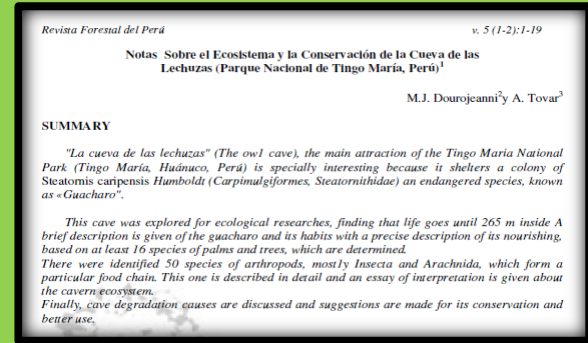 Revista Forestal del Perú v. 5 (1-2):1-19
Notas Sobre el Ecosistema y la Conservación de la Cueva de las
Lechuzas (Parque Nacional de Tingo María, Perú)¹
M.J. Dourojeanni²y A. Tovar³
SUMMARY
"La cueva de las lechuzas" (The owl cave), the main attraction of the Tingo Maria National
Park (Tingo María, Huánuco, Perú) is specially interesting because it shelters a colony of
Steatornis caripensis Humboldt (Carpimulgiformes, Steatornithidae) an endangered species, known
as «Guacharo".
This cave was explored for ecological researches, finding that life goes until 265 m inside A
brief description is given of the guacharo and its habits with a precise description of its nourishing,
based on at least 16 species of palms and trees, which are determined.
There were identified 50 species of arthropods, mostly Insecta and Arachnida, which form a
particular food chain. This one is described in detail and an essay of interpretation is given about
the cavern ecosystem.
Finally, cave degradation causes are discussed and suggestions are made for its conservation and
better use.